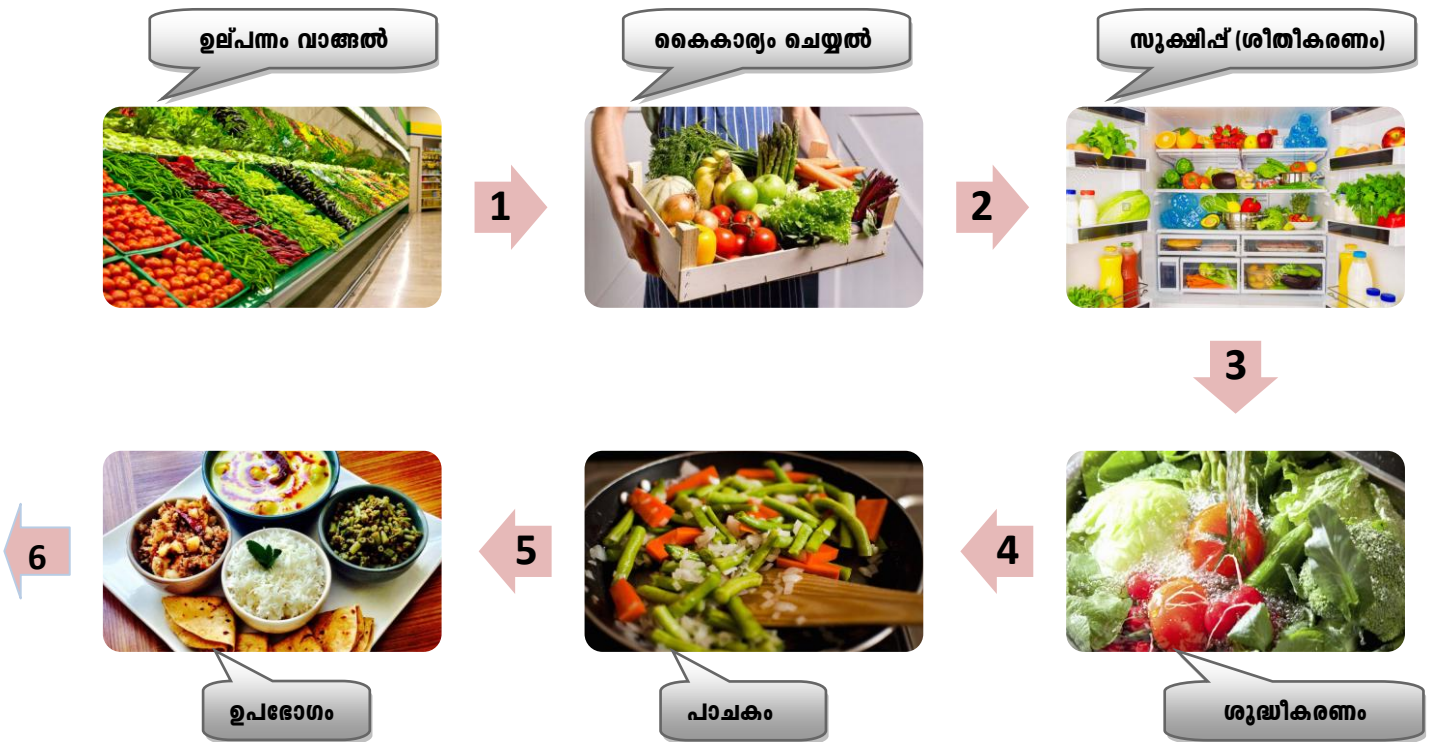 ഉല്പന്നം വാങ്ങൽ
കൈകാര്യം ചെയ്യൽ
സൂക്ഷിപ്പ് (ശീതീകരണം)
1
2
3
6
5
4
ഉപഭോഗം
പാചകം
ശുദ്ധീകരണം